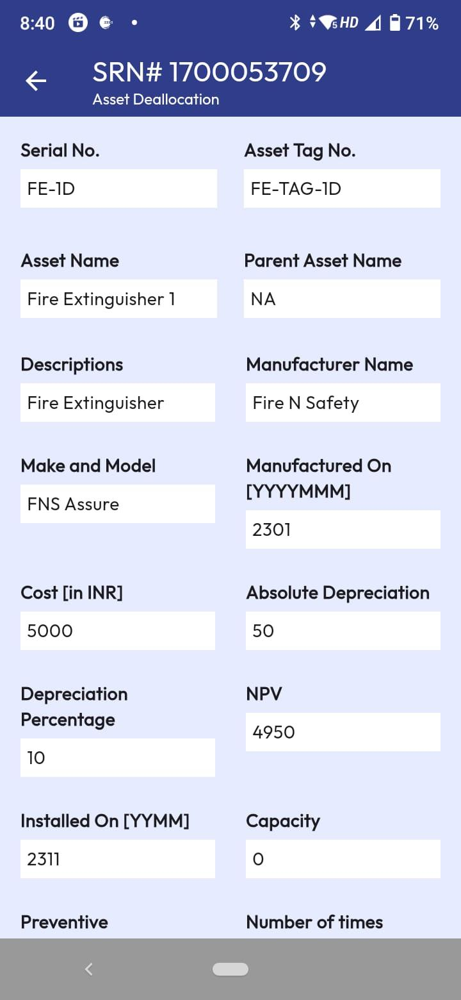 8:40
5 HD 71%
SRN# 1700053709
Asset Deallocation
Serial No. Asset Tag No.
FE-1D FE-TAG-1D
Asset Name Parent Asset Name
Fire Extinguisher 1 NA
Descriptions Manufacturer Name
Fire Extinguisher Fire N Safety
Make and Model Manufactured On
[YYYYMMM]
FNS Assure
2301
Cost [in INR] Absolute Depreciation
5000 50
Depreciation NPV
Percentage
4950
10
Installed On [YYMM] Capacity
2311 0
Preventive Number of times